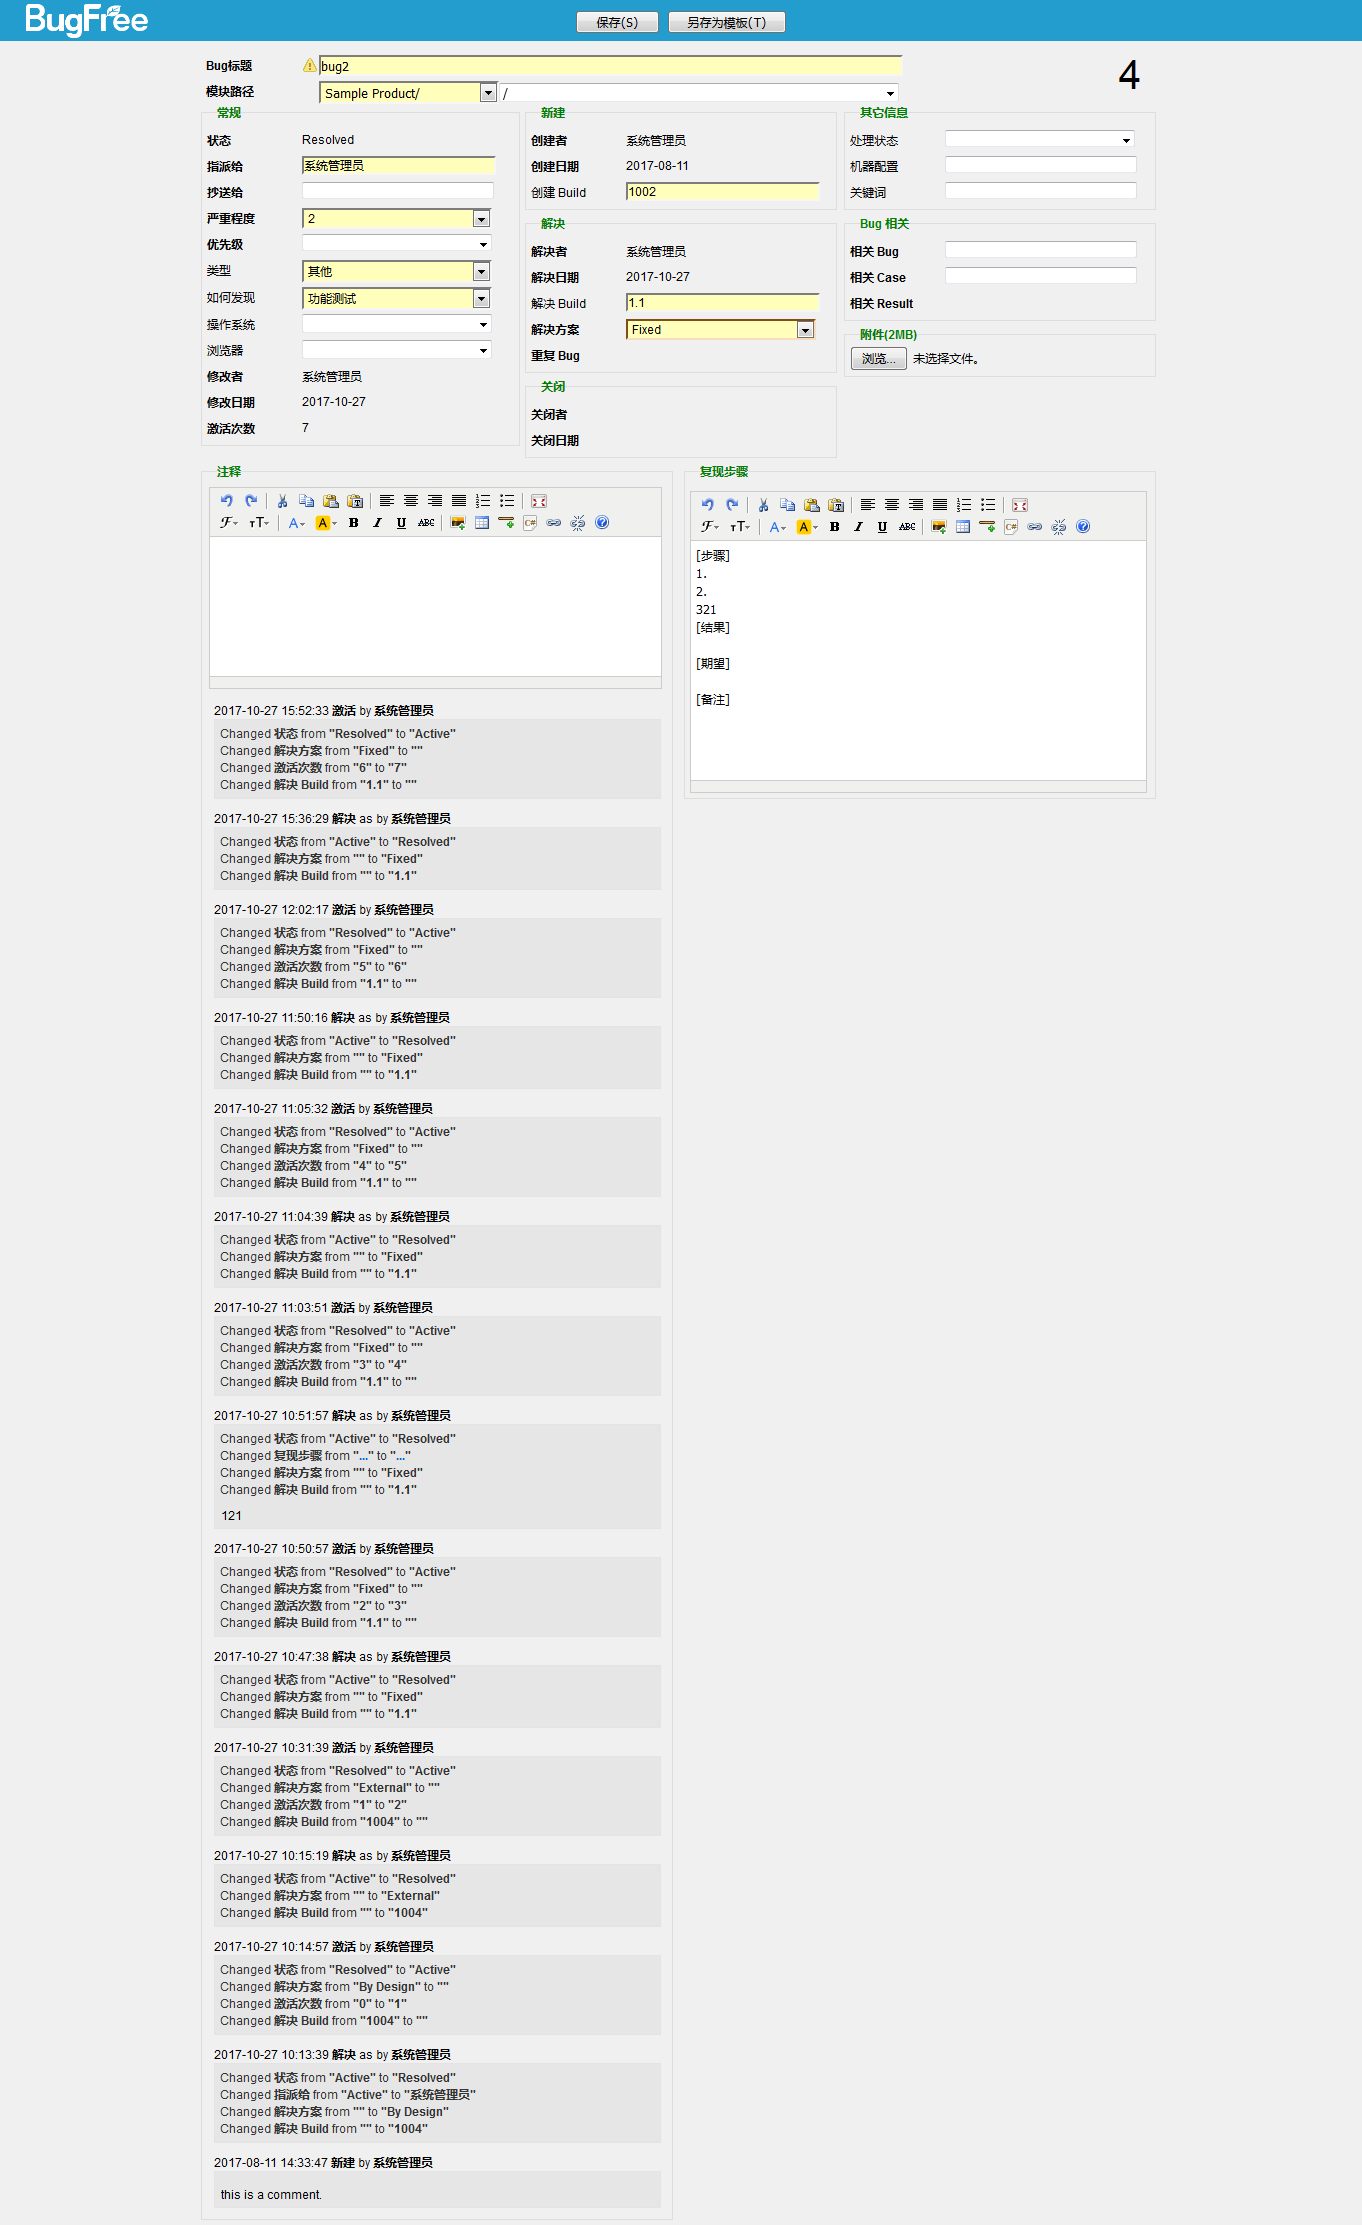 BugFree
保存(S) 另存为模板(T)
Bug标题 bug2
4
模块路径 Sample Product/ /
常规
状态 Resolved
指派给 系统管理员
抄送给
严重程度 2
优先级
类型 其他
如何发现 功能测试
操作系统
浏览器
修改者 系统管理员
修改日期 2017-10-27
激活次数 7
新建
创建者 系统管理员
创建日期 2017-08-11
创建 Build 1002
解决
解决者 系统管理员
解决日期 2017-10-27
解决 Build 1.1
解决方案 Fixed
重复 Bug
关闭
关闭者
关闭日期
其它信息
处理状态
机器配置
关键词
Bug 相关
相关 Bug
相关 Case
相关 Result
附件(2MB)
浏览... 未选择文件。
注释
2017-10-27 15:52:33 激活 by 系统管理员
Changed 状态 from "Resolved" to "Active"
Changed 解决方案 from "Fixed" to ""
Changed 激活次数 from "6" to "7"
Changed 解决 Build from "1.1" to ""
2017-10-27 15:36:29 解决 as by 系统管理员
Changed 状态 from "Active" to "Resolved"
Changed 解决方案 from "" to "Fixed"
Changed 解决 Build from "" to "1.1"
2017-10-27 12:02:17 激活 by 系统管理员
Changed 状态 from "Resolved" to "Active"
Changed 解决方案 from "Fixed" to ""
Changed 激活次数 from "5" to "6"
Changed 解决 Build from "1.1" to ""
2017-10-27 11:50:16 解决 as by 系统管理员
Changed 状态 from "Active" to "Resolved"
Changed 解决方案 from "" to "Fixed"
Changed 解决 Build from "" to "1.1"
2017-10-27 11:05:32 激活 by 系统管理员
Changed 状态 from "Resolved" to "Active"
Changed 解决方案 from "Fixed" to ""
Changed 激活次数 from "4" to "5"
Changed 解决 Build from "1.1" to ""
2017-10-27 11:04:39 解决 as by 系统管理员
Changed 状态 from "Active" to "Resolved"
Changed 解决方案 from "" to "Fixed"
Changed 解决 Build from "" to "1.1"
2017-10-27 11:03:51 激活 by 系统管理员
Changed 状态 from "Resolved" to "Active"
Changed 解决方案 from "Fixed" to ""
Changed 激活次数 from "3" to "4"
Changed 解决 Build from "1.1" to ""
2017-10-27 10:51:57 解决 as by 系统管理员
Changed 状态 from "Active" to "Resolved"
Changed 复现步骤 from "..." to "..."
Changed 解决方案 from "" to "Fixed"
Changed 解决 Build from "" to "1.1"
121
2017-10-27 10:50:57 激活 by 系统管理员
Changed 状态 from "Resolved" to "Active"
Changed 解决方案 from "Fixed" to ""
Changed 激活次数 from "2" to "3"
Changed 解决 Build from "1.1" to ""
2017-10-27 10:47:38 解决 as by 系统管理员
Changed 状态 from "Active" to "Resolved"
Changed 解决方案 from "" to "Fixed"
Changed 解决 Build from "" to "1.1"
2017-10-27 10:31:39 激活 by 系统管理员
Changed 状态 from "Resolved" to "Active"
Changed 解决方案 from "External" to ""
Changed 激活次数 from "1" to "2"
Changed 解决 Build from "1004" to ""
2017-10-27 10:15:19 解决 as by 系统管理员
Changed 状态 from "Active" to "Resolved"
Changed 解决方案 from "" to "External"
Changed 解决 Build from "" to "1004"
2017-10-27 10:14:57 激活 by 系统管理员
Changed 状态 from "Resolved" to "Active"
Changed 解决方案 from "By Design" to ""
Changed 激活次数 from "0" to "1"
Changed 解决 Build from "1004" to ""
2017-10-27 10:13:39 解决 as by 系统管理员
Changed 状态 from "Active" to "Resolved"
Changed 指派给 from "Active" to "系统管理员"
Changed 解决方案 from "" to "By Design"
Changed 解决 Build from "" to "1004"
2017-08-11 14:33:47 新建 by 系统管理员
this is a comment.
复现步骤
[步骤]
1.
2.
321
[结果]
[期望]
[备注]